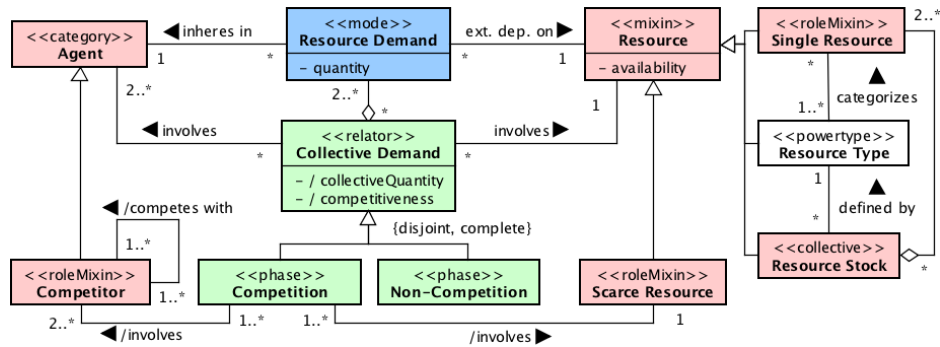 <<category>>
Agent
◀ inheres in
1
*
<<mode>>
Resource Demand
- quantity
ext. dep. on ▶
*
1
<<mixin>>
Resource
- availability
<<roleMixin>>
Single Resource
2..*
*
▲
categorizes
1..*
<<powertype>>
Resource Type
1
▲
defined by
*
<<collective>>
Resource Stock
*
2..*
2..*
*
1
◀ involves
*
<<relator>>
Collective Demand
- / collectiveQuantity
- / competitiveness
involves ▶
*
{disjoint, complete}
◀ /competes with
1..*
<<roleMixin>>
Competitor
1..*
2..*
<<phase>>
Competition
1..*
1..*
<<phase>>
Non-Competition
<<roleMixin>>
Scarce Resource
1
◀ /involves
/involves ▶